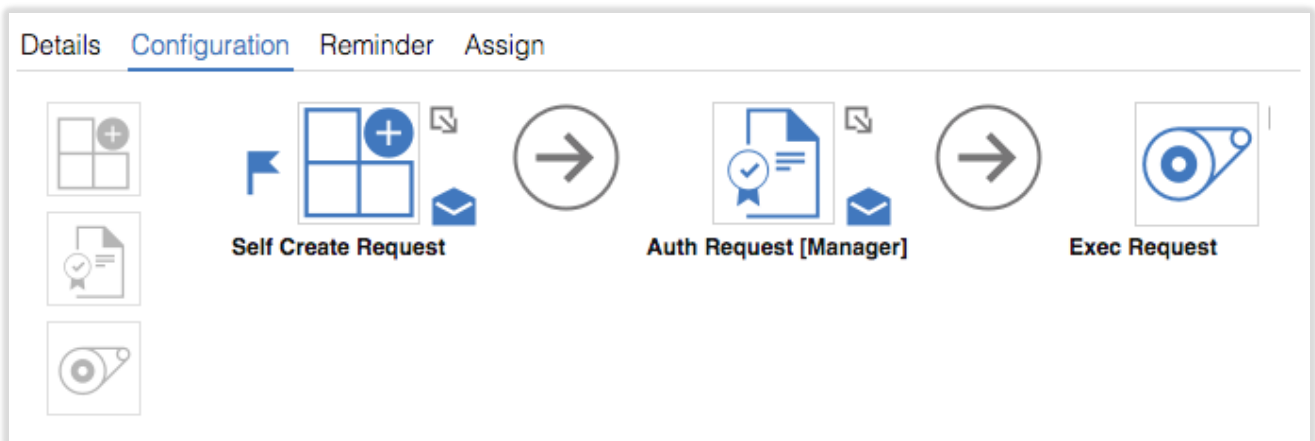 Details Configuration Reminder Assign
Self Create Request Auth Request [Manager] Exec Request